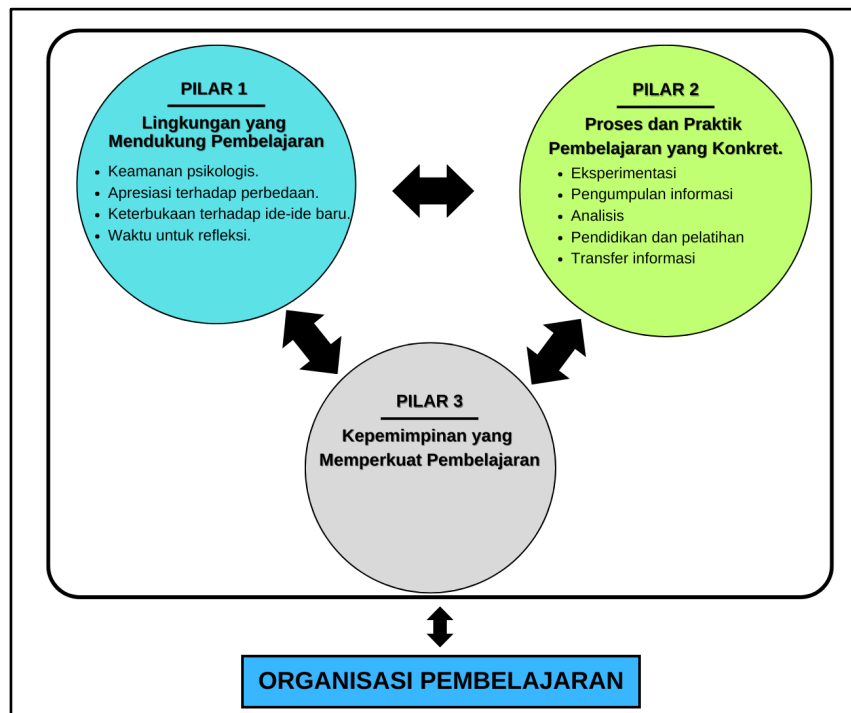 PILAR 1
Lingkungan yang
Mendukung Pembelajaran
• Keamanan psikologis.
• Apresiasi terhadap perbedaan.
• Keterbukaan terhadap ide-ide baru.
• Waktu untuk refleksi.
PILAR 2
Proses dan Praktik
Pembelajaran yang Konkret.
• Eksperimentasi
• Pengumpulan informasi
• Analisis
• Pendidikan dan pelatihan
• Transfer informasi
PILAR 3
Kepemimpinan yang
Memperkuat Pembelajaran
ORGANISASI PEMBELAJARAN